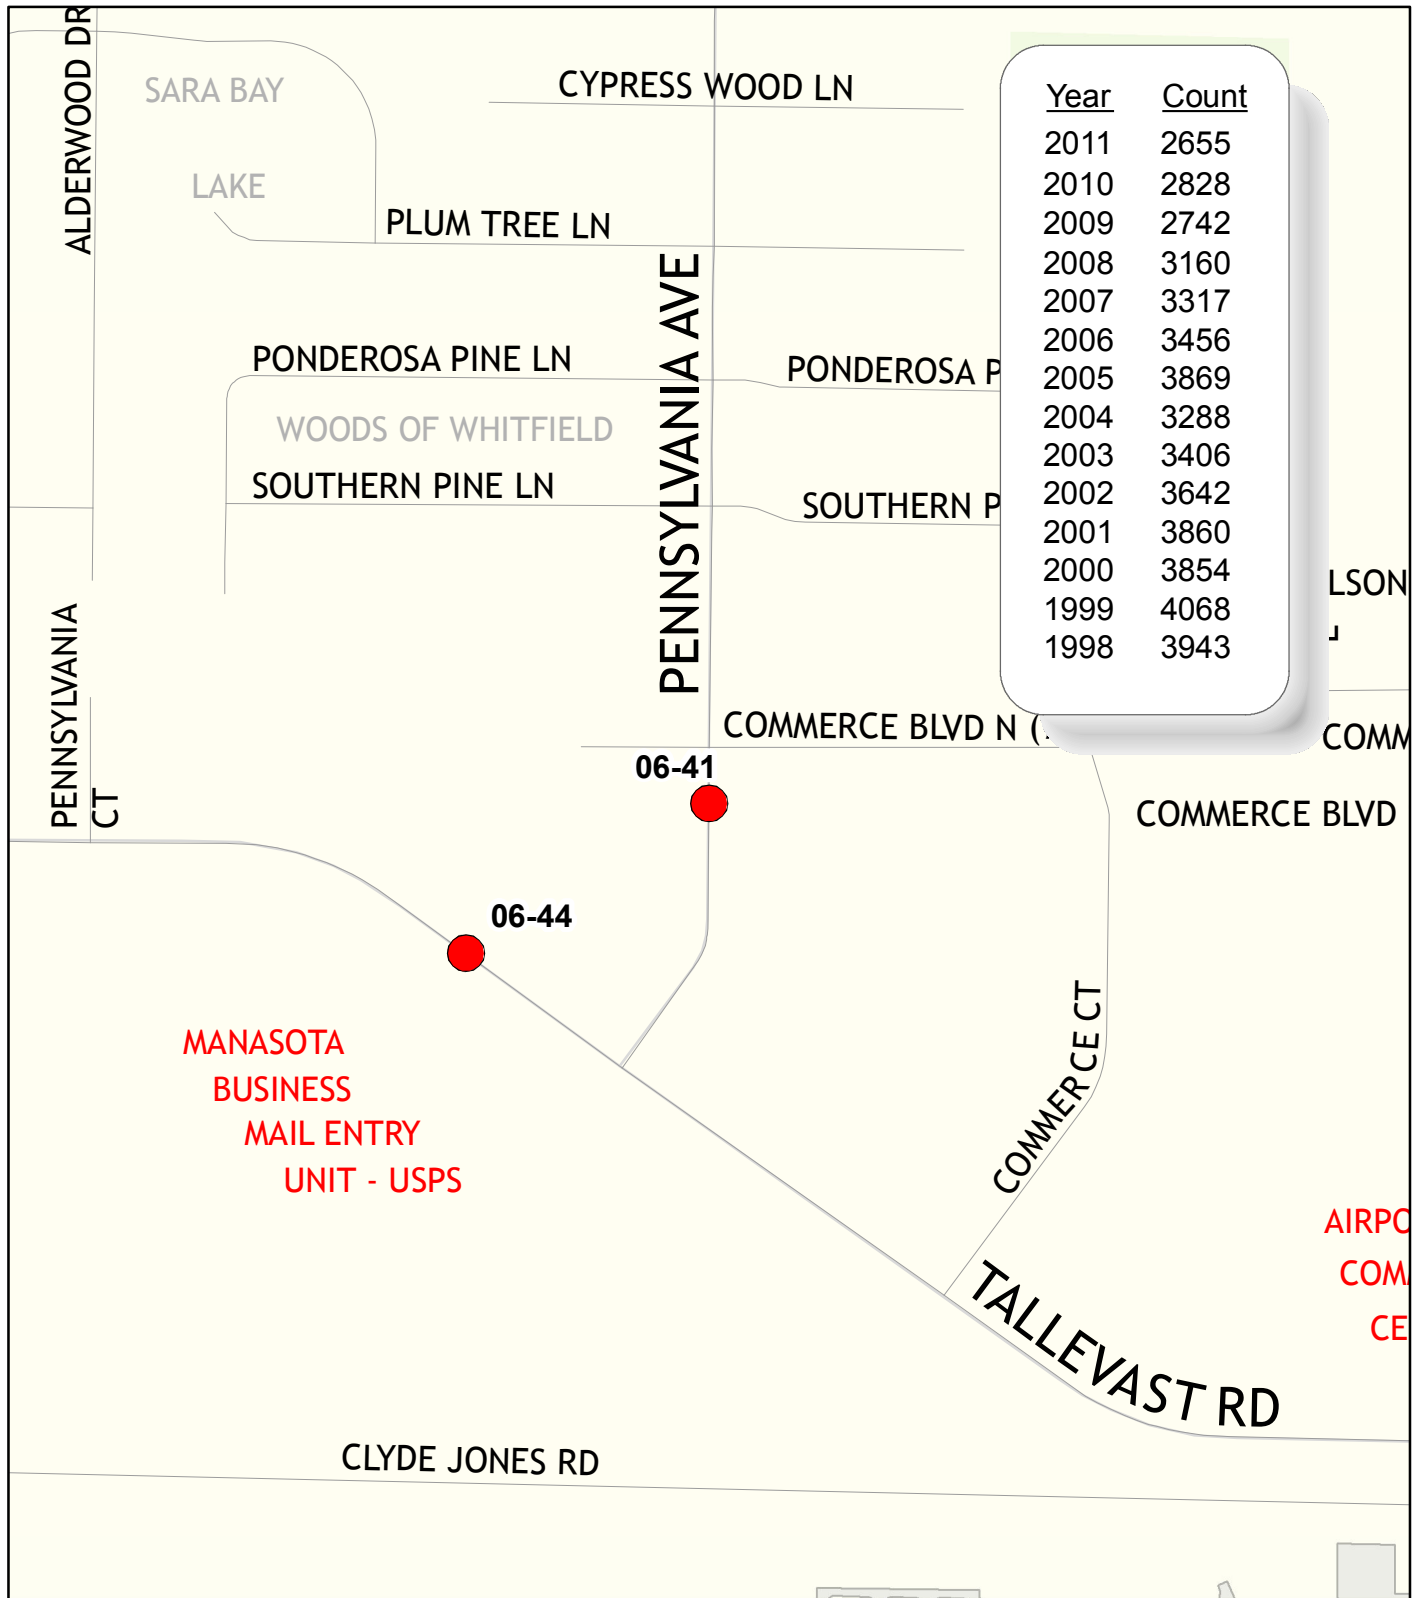 ALDERWOOD DR
SARA BAY
LAKE
CYPRESS WOOD LN
PLUM TREE LN
PENNSYLVANIA AVE
PONDEROSA PINE LN
PONDEROSA P
WOODS OF WHITFIELD
SOUTHERN PINE LN
SOUTHERN P
Year Count
2011 2655
2010 2828
2009 2742
2008 3160
2007 3317
2006 3456
2005 3869
2004 3288
2003 3406
2002 3642
2001 3860
2000 3854
1999 4068
1998 3943
LSON
PENNSYLVANIA
CT
COMMERCE BLVD N (
COMM
06-41
COMMERCE BLVD
06-44
MANASOTA
BUSINESS
MAIL ENTRY
UNIT - USPS
COMMERCE CT
AIRPO
COM
CE
TALLEVAST RD
CLYDE JONES RD